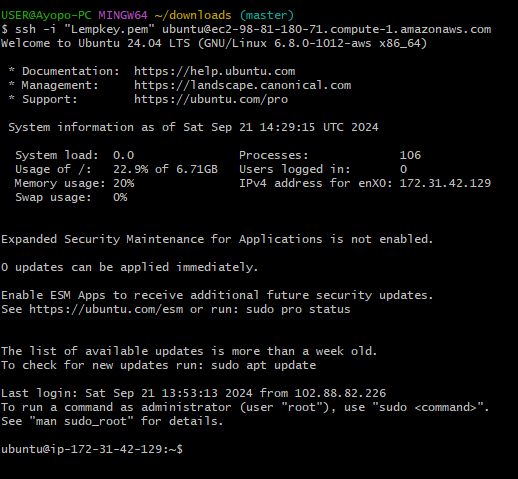 USER@Ayopo-PC MINGW64 ~/downloads (master)
$ ssh -i "Lempkey.pem" ubuntu@ec2-98-81-180-71.compute-1.amazonaws.com
Welcome to Ubuntu 24.04 LTS (GNU/Linux 6.8.0-1012-aws x86_64)

 * Documentation:  https://help.ubuntu.com
 * Management:     https://landscape.canonical.com
 * Support:        https://ubuntu.com/pro

 System information as of Sat Sep 21 14:29:15 UTC 2024

  System load:  0.0               Processes:             106
  Usage of /:   22.9% of 6.71GB   Users logged in:       0
  Memory usage: 20%               IPv4 address for enX0: 172.31.42.129
  Swap usage:   0%

Expanded Security Maintenance for Applications is not enabled.

0 updates can be applied immediately.

Enable ESM Apps to receive additional future security updates.
See https://ubuntu.com/esm or run: sudo pro status

The list of available updates is more than a week old.
To check for new updates run: sudo apt update

Last login: Sat Sep 21 13:53:13 2024 from 102.88.82.226
To run a command as administrator (user "root"), use "sudo <command>".
See "man sudo_root" for details.

ubuntu@ip-172-31-42-129:~$